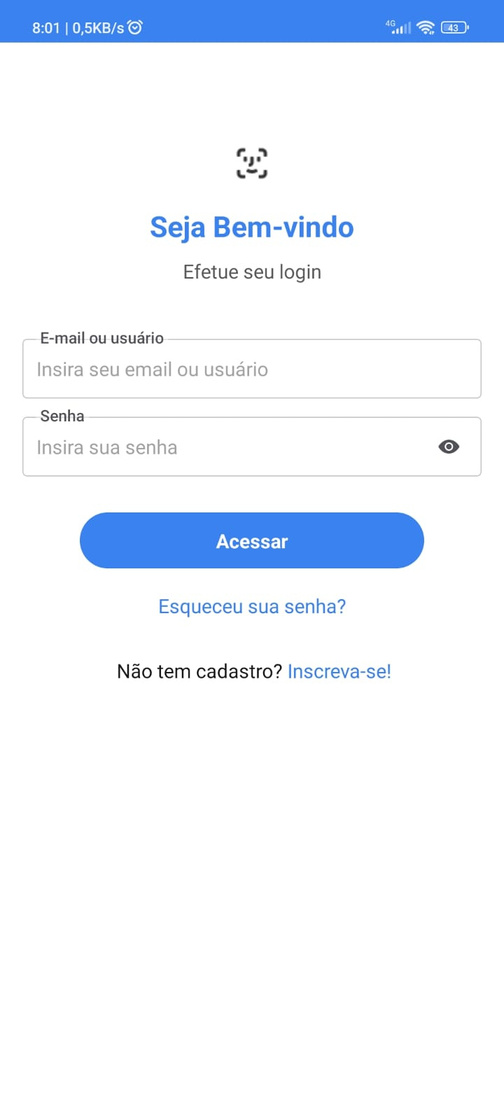 8:01 | 0,5KB/s
4G
43
Seja Bem-vindo
Efetue seu login
E-mail ou usuário
Insira seu email ou usuário
Senha
Insira sua senha
Acessar
Esqueceu sua senha?
Não tem cadastro? Inscreva-se!